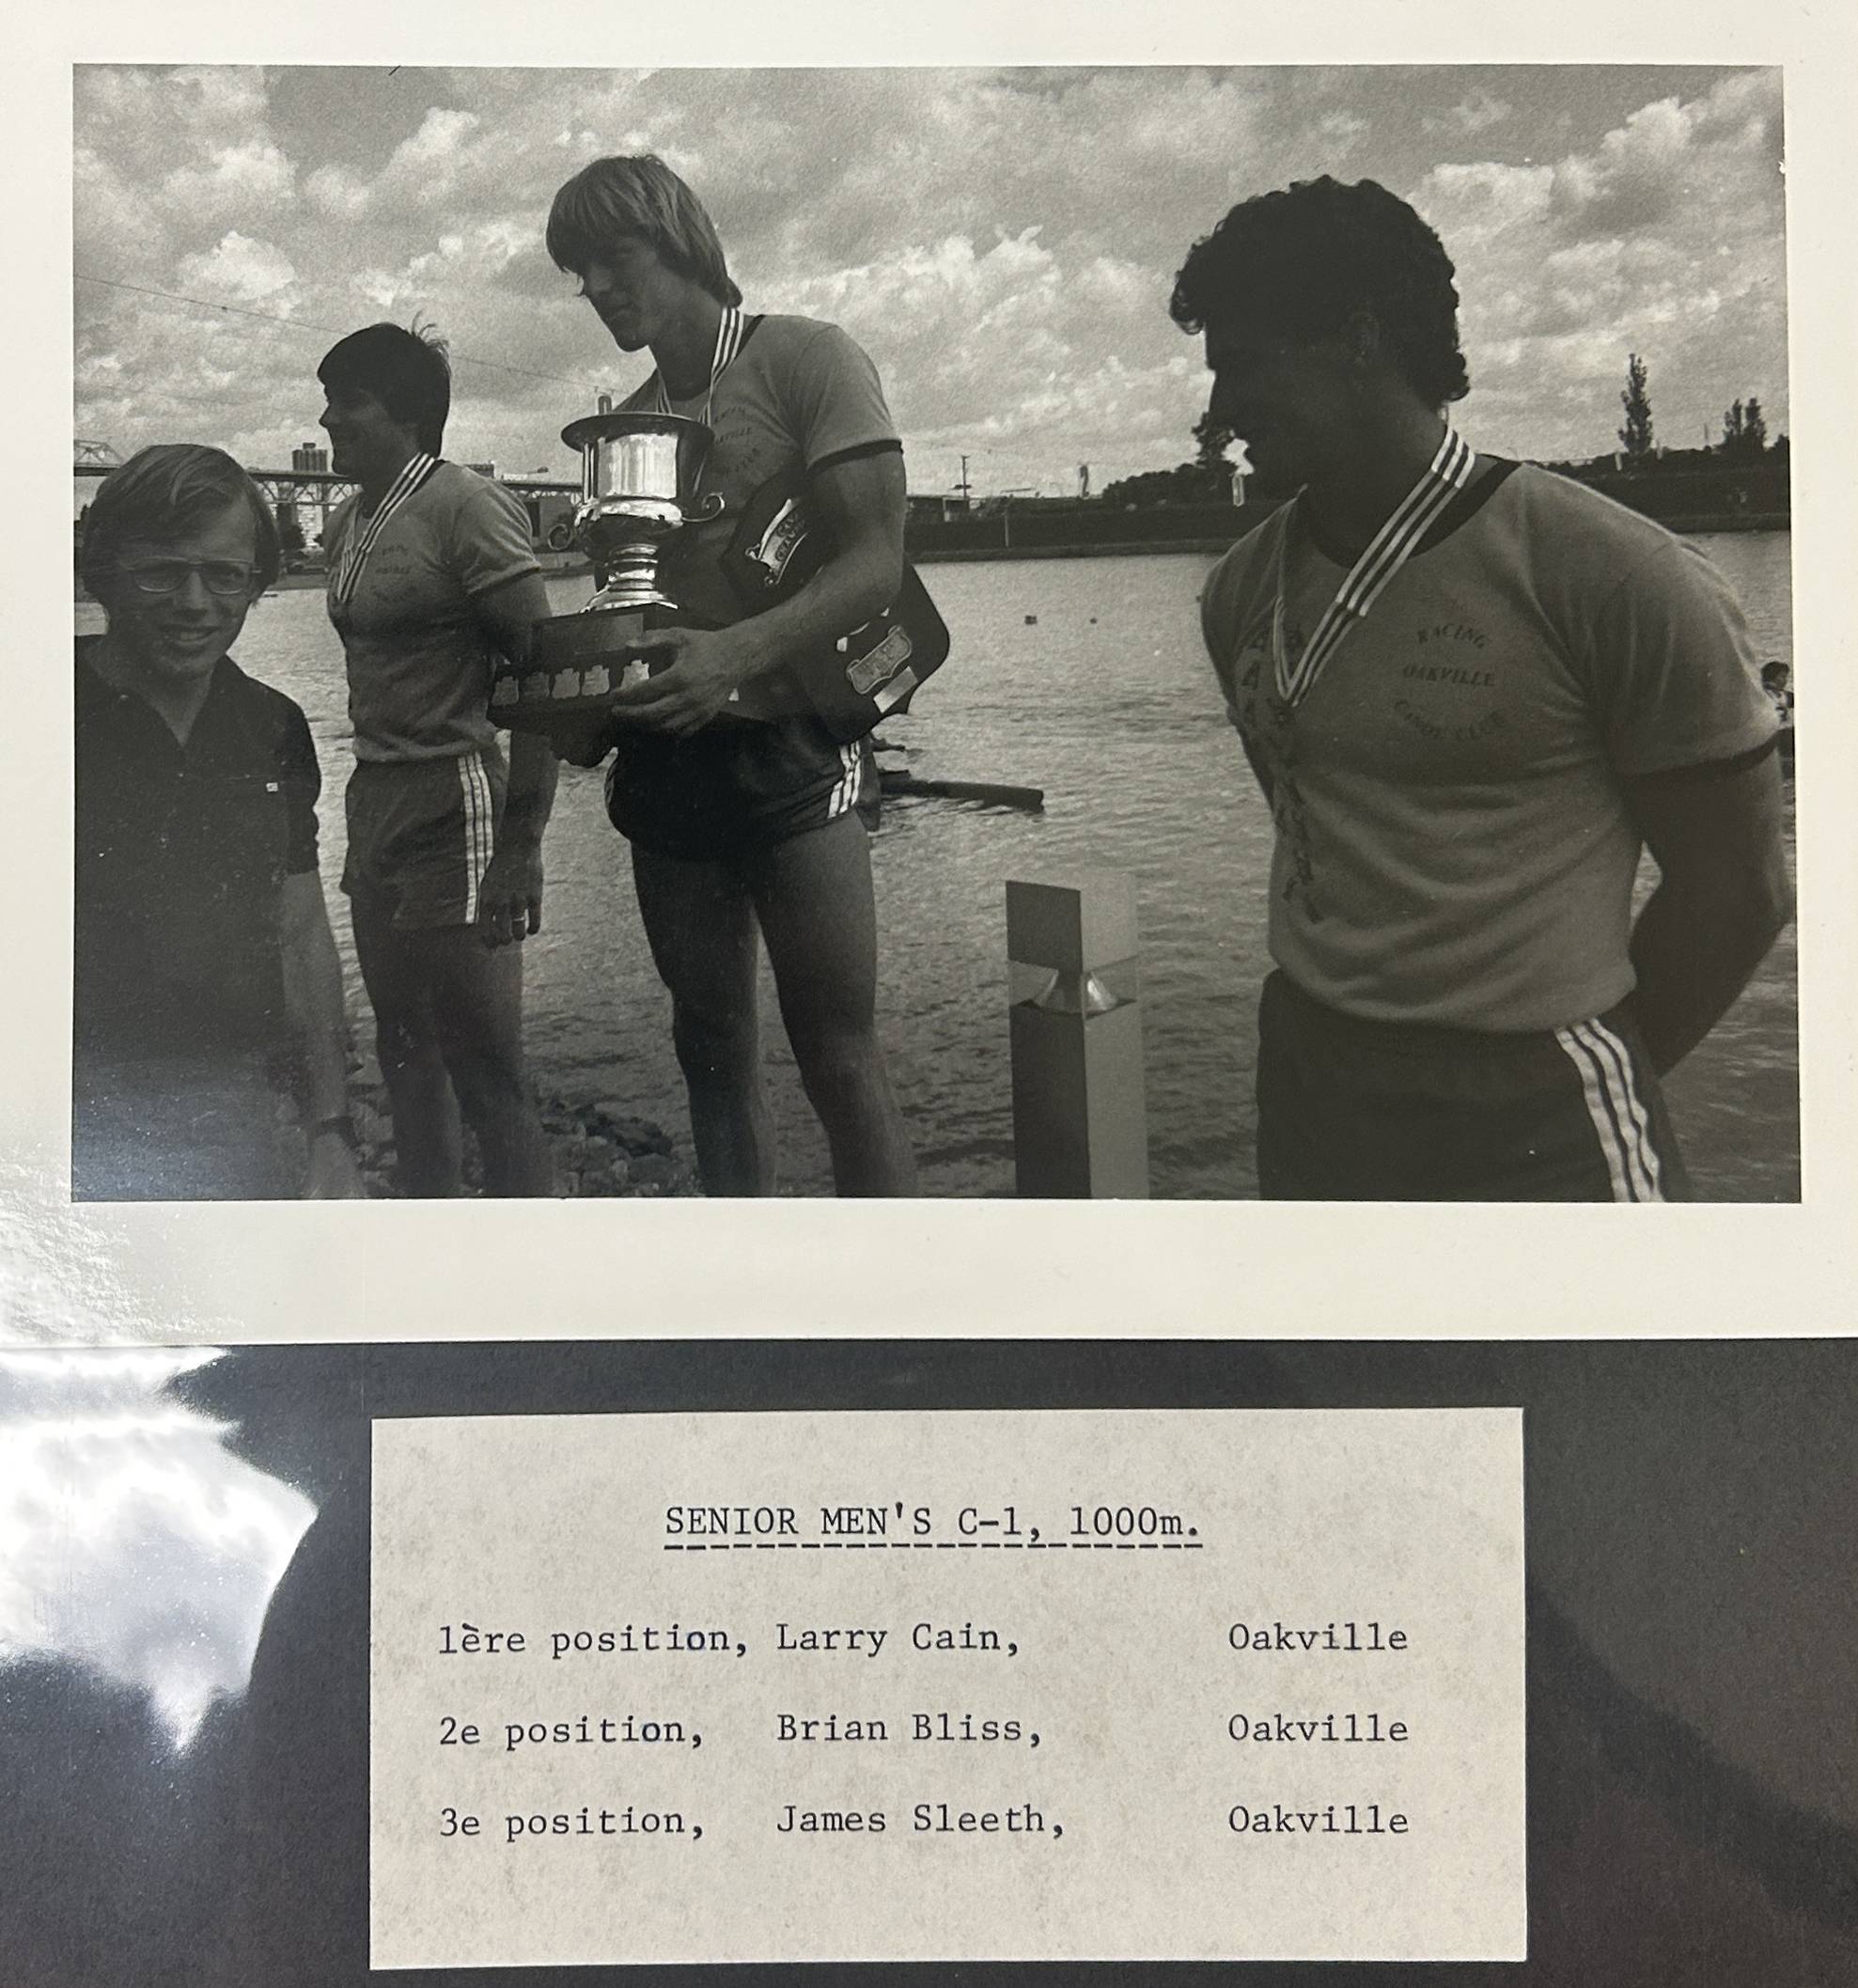 RACING
OAKVILLE
CANOE CLUB
SENIOR MEN'S C-1, 1000m.
1ère position, Larry Cain, Oakville
2e position, Brian Bliss, Oakville
3e position, James Sleeth, Oakville